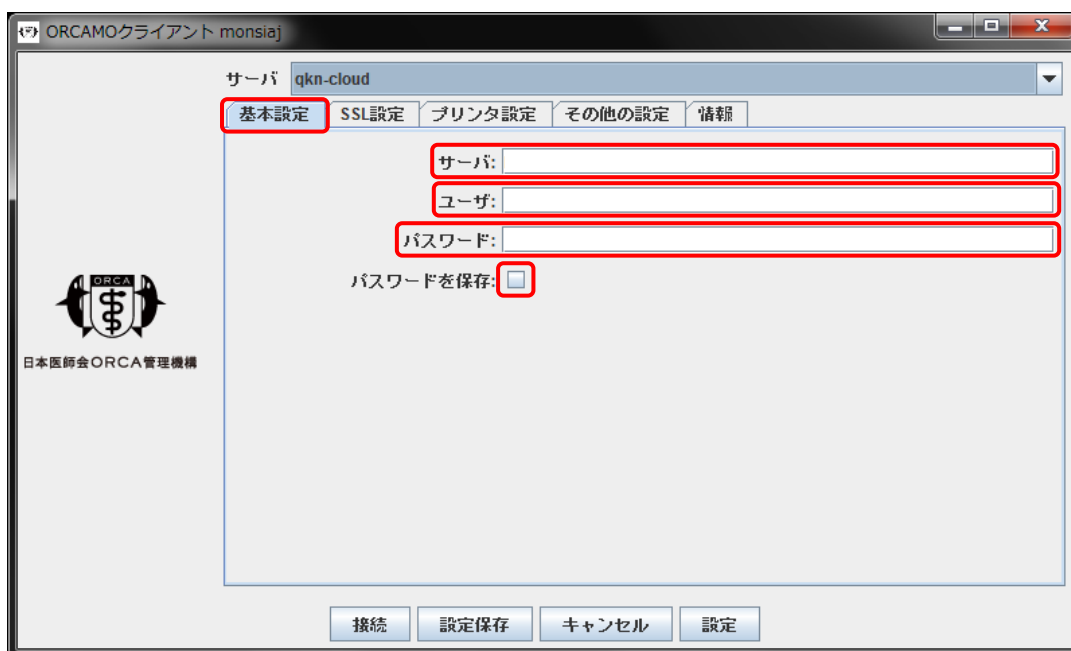 ORCAMOクライアント monsiaj
サーバ qkn-cloud
基本設定 SSL設定 プリンタ設定 その他の設定 情報
サーバ:
ユーザ:
パスワード:
パスワードを保存:
ORCA
日本医師会ORCA管理機構
接続 設定保存 キャンセル 設定